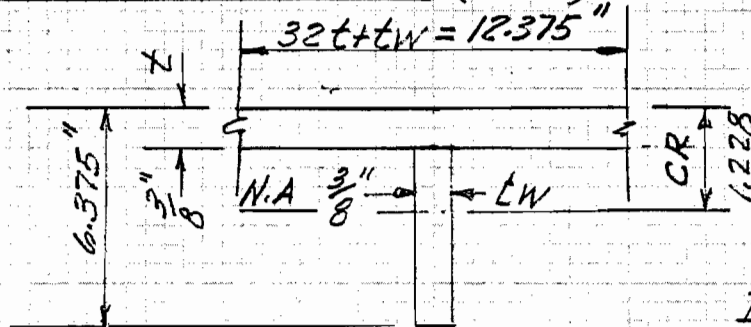 32t+tw = 12.375"
t
6.375"
3/8"
N.A
3/8"
tw
CR
1.228